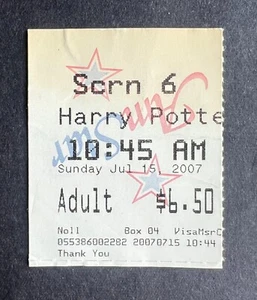 Scrn 6
Harry Potte
10:45 AM
Sunday Jul 15, 2007
Adult $6.50
Noll Box 04 VisaMsrC
055386002282 20070715 10:44
Thank You